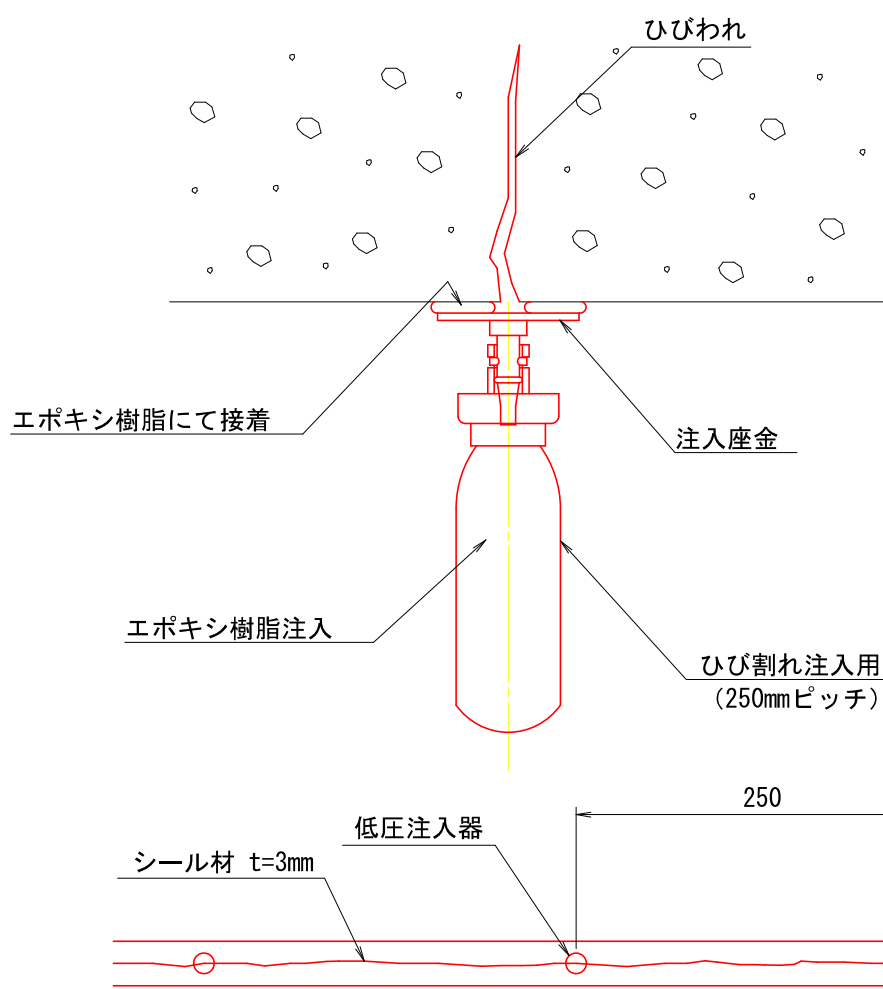 ひびわれ
エポキシ樹脂にて接着
注入座金
エポキシ樹脂注入
ひび割れ注入用
(250mmピッチ)
250
低圧注入器
シール材 t=3mm